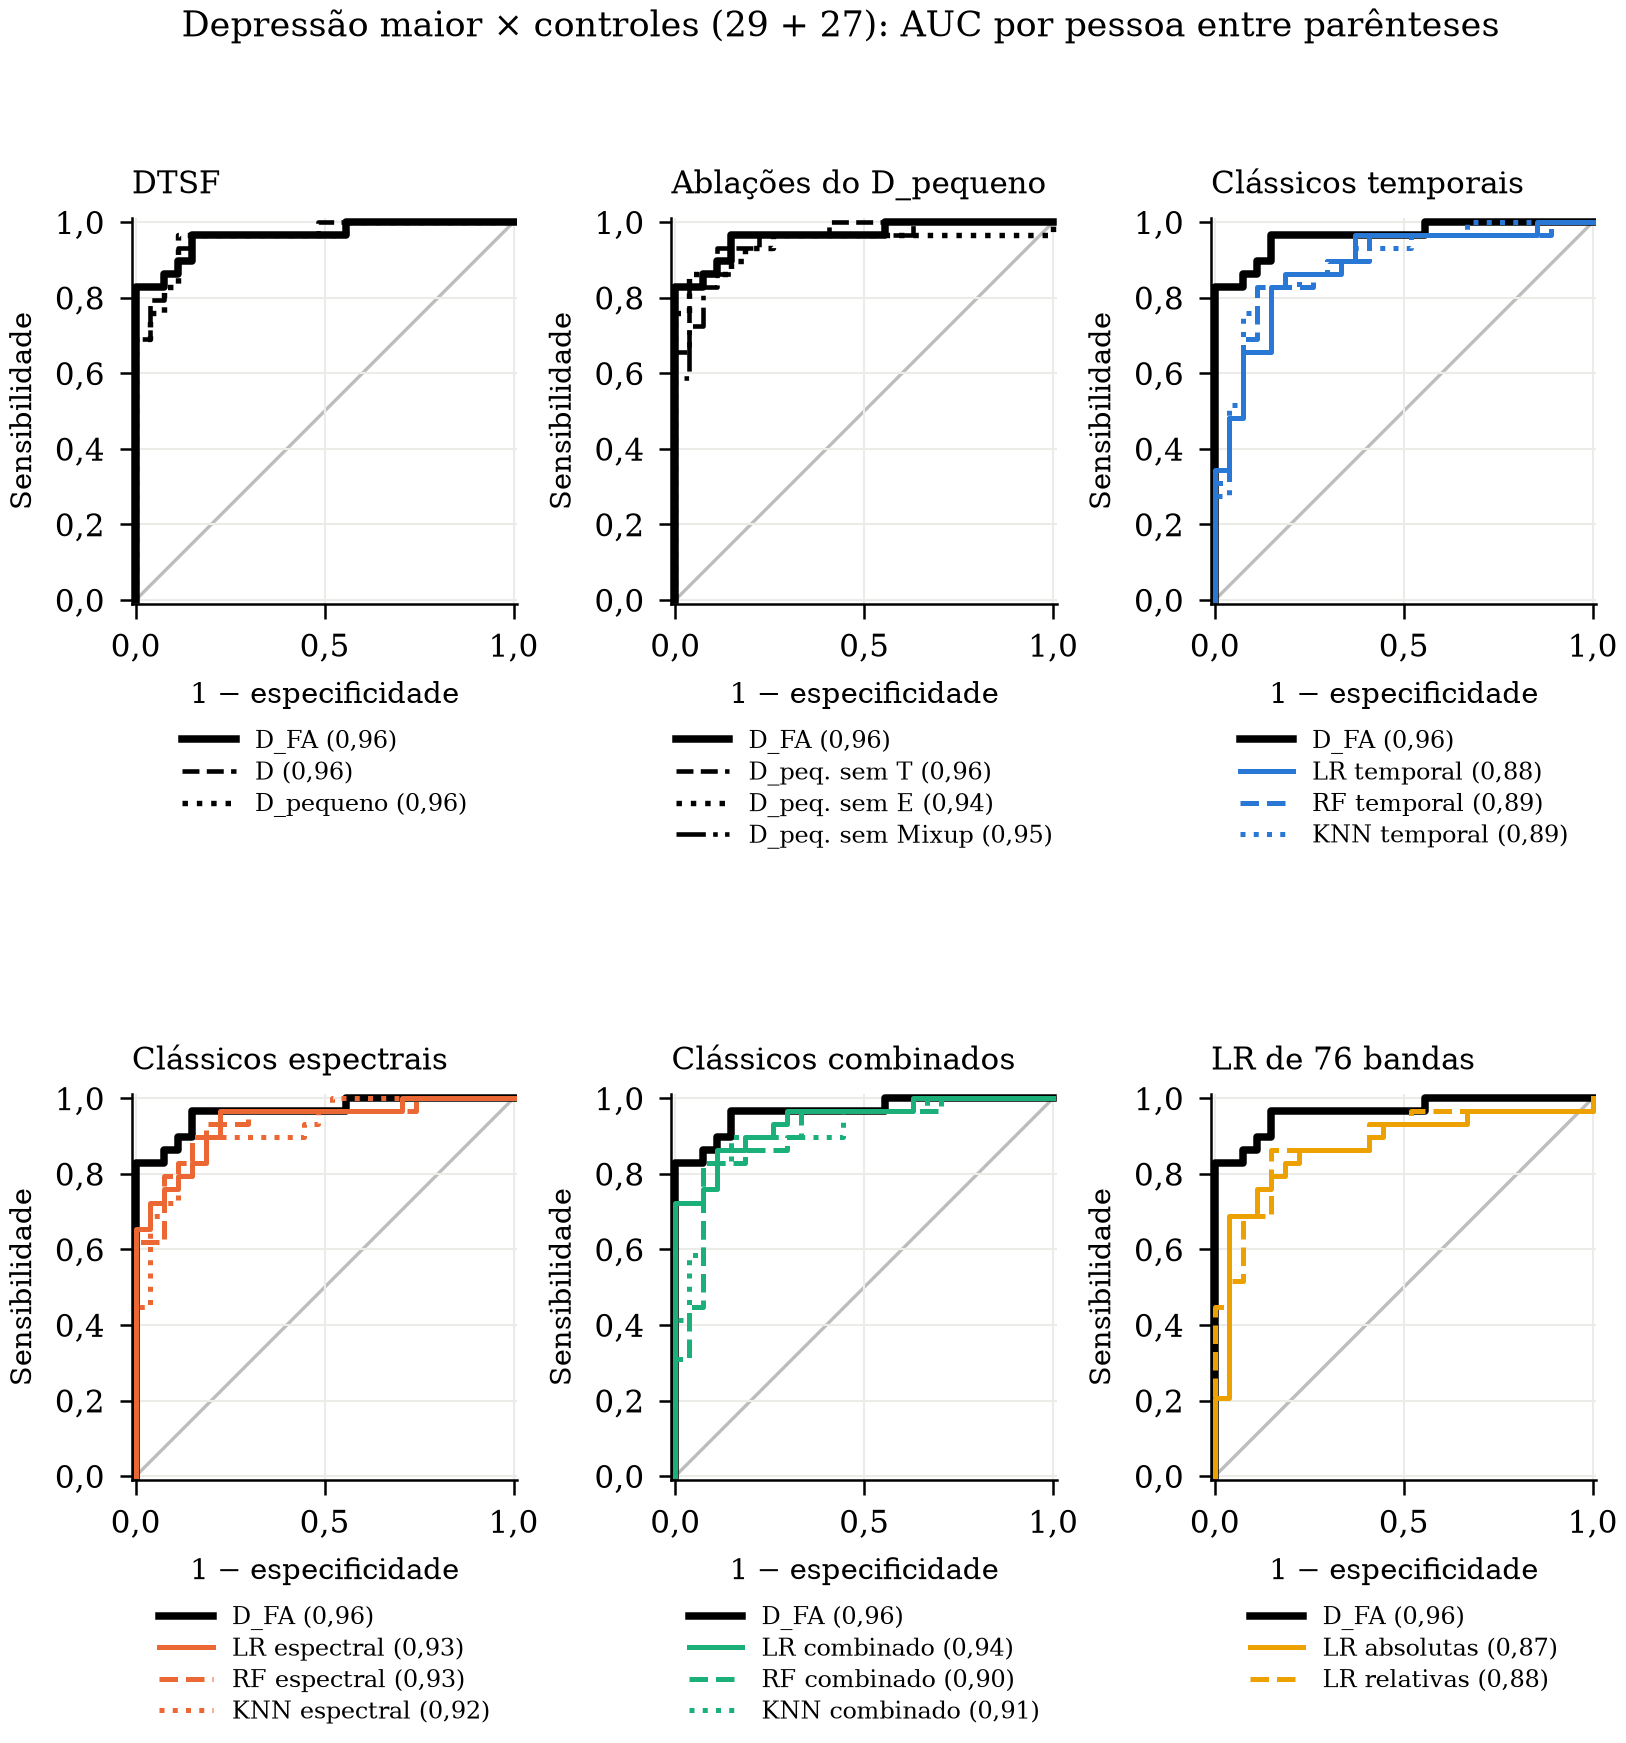 Depressão maior × controles (29 + 27): AUC por pessoa entre parênteses
DTSF
1,0
0,8
0,6
0,4
0,2
0,0
Sensibilidade
0,0 0,5 1,0
1 − especificidade
D_FA (0,96)
D (0,96)
D_pequeno (0,96)
Ablações do D_pequeno
1,0
0,8
0,6
0,4
0,2
0,0
Sensibilidade
0,0 0,5 1,0
1 − especificidade
D_FA (0,96)
D_peq. sem T (0,96)
D_peq. sem E (0,94)
D_peq. sem Mixup (0,95)
Clássicos temporais
1,0
0,8
0,6
0,4
0,2
0,0
Sensibilidade
0,0 0,5 1,0
1 − especificidade
D_FA (0,96)
LR temporal (0,88)
RF temporal (0,89)
KNN temporal (0,89)
Clássicos espectrais
1,0
0,8
0,6
0,4
0,2
0,0
Sensibilidade
0,0 0,5 1,0
1 − especificidade
D_FA (0,96)
LR espectral (0,93)
RF espectral (0,93)
KNN espectral (0,92)
Clássicos combinados
1,0
0,8
0,6
0,4
0,2
0,0
Sensibilidade
0,0 0,5 1,0
1 − especificidade
D_FA (0,96)
LR combinado (0,94)
RF combinado (0,90)
KNN combinado (0,91)
LR de 76 bandas
1,0
0,8
0,6
0,4
0,2
0,0
Sensibilidade
0,0 0,5 1,0
1 − especificidade
D_FA (0,96)
LR absolutas (0,87)
LR relativas (0,88)